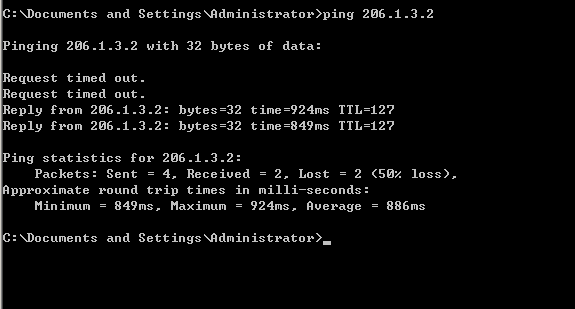 C:\Documents and Settings\Administrator>ping 206.1.3.2
Pinging 206.1.3.2 with 32 bytes of data:
Request timed out.
Request timed out.
Reply from 206.1.3.2: bytes=32 time=924ms TTL=127
Reply from 206.1.3.2: bytes=32 time=849ms TTL=127
Ping statistics for 206.1.3.2:
    Packets: Sent = 4, Received = 2, Lost = 2 (50% loss),
Approximate round trip times in milli-seconds:
    Minimum = 849ms, Maximum = 924ms, Average = 886ms
C:\Documents and Settings\Administrator>_